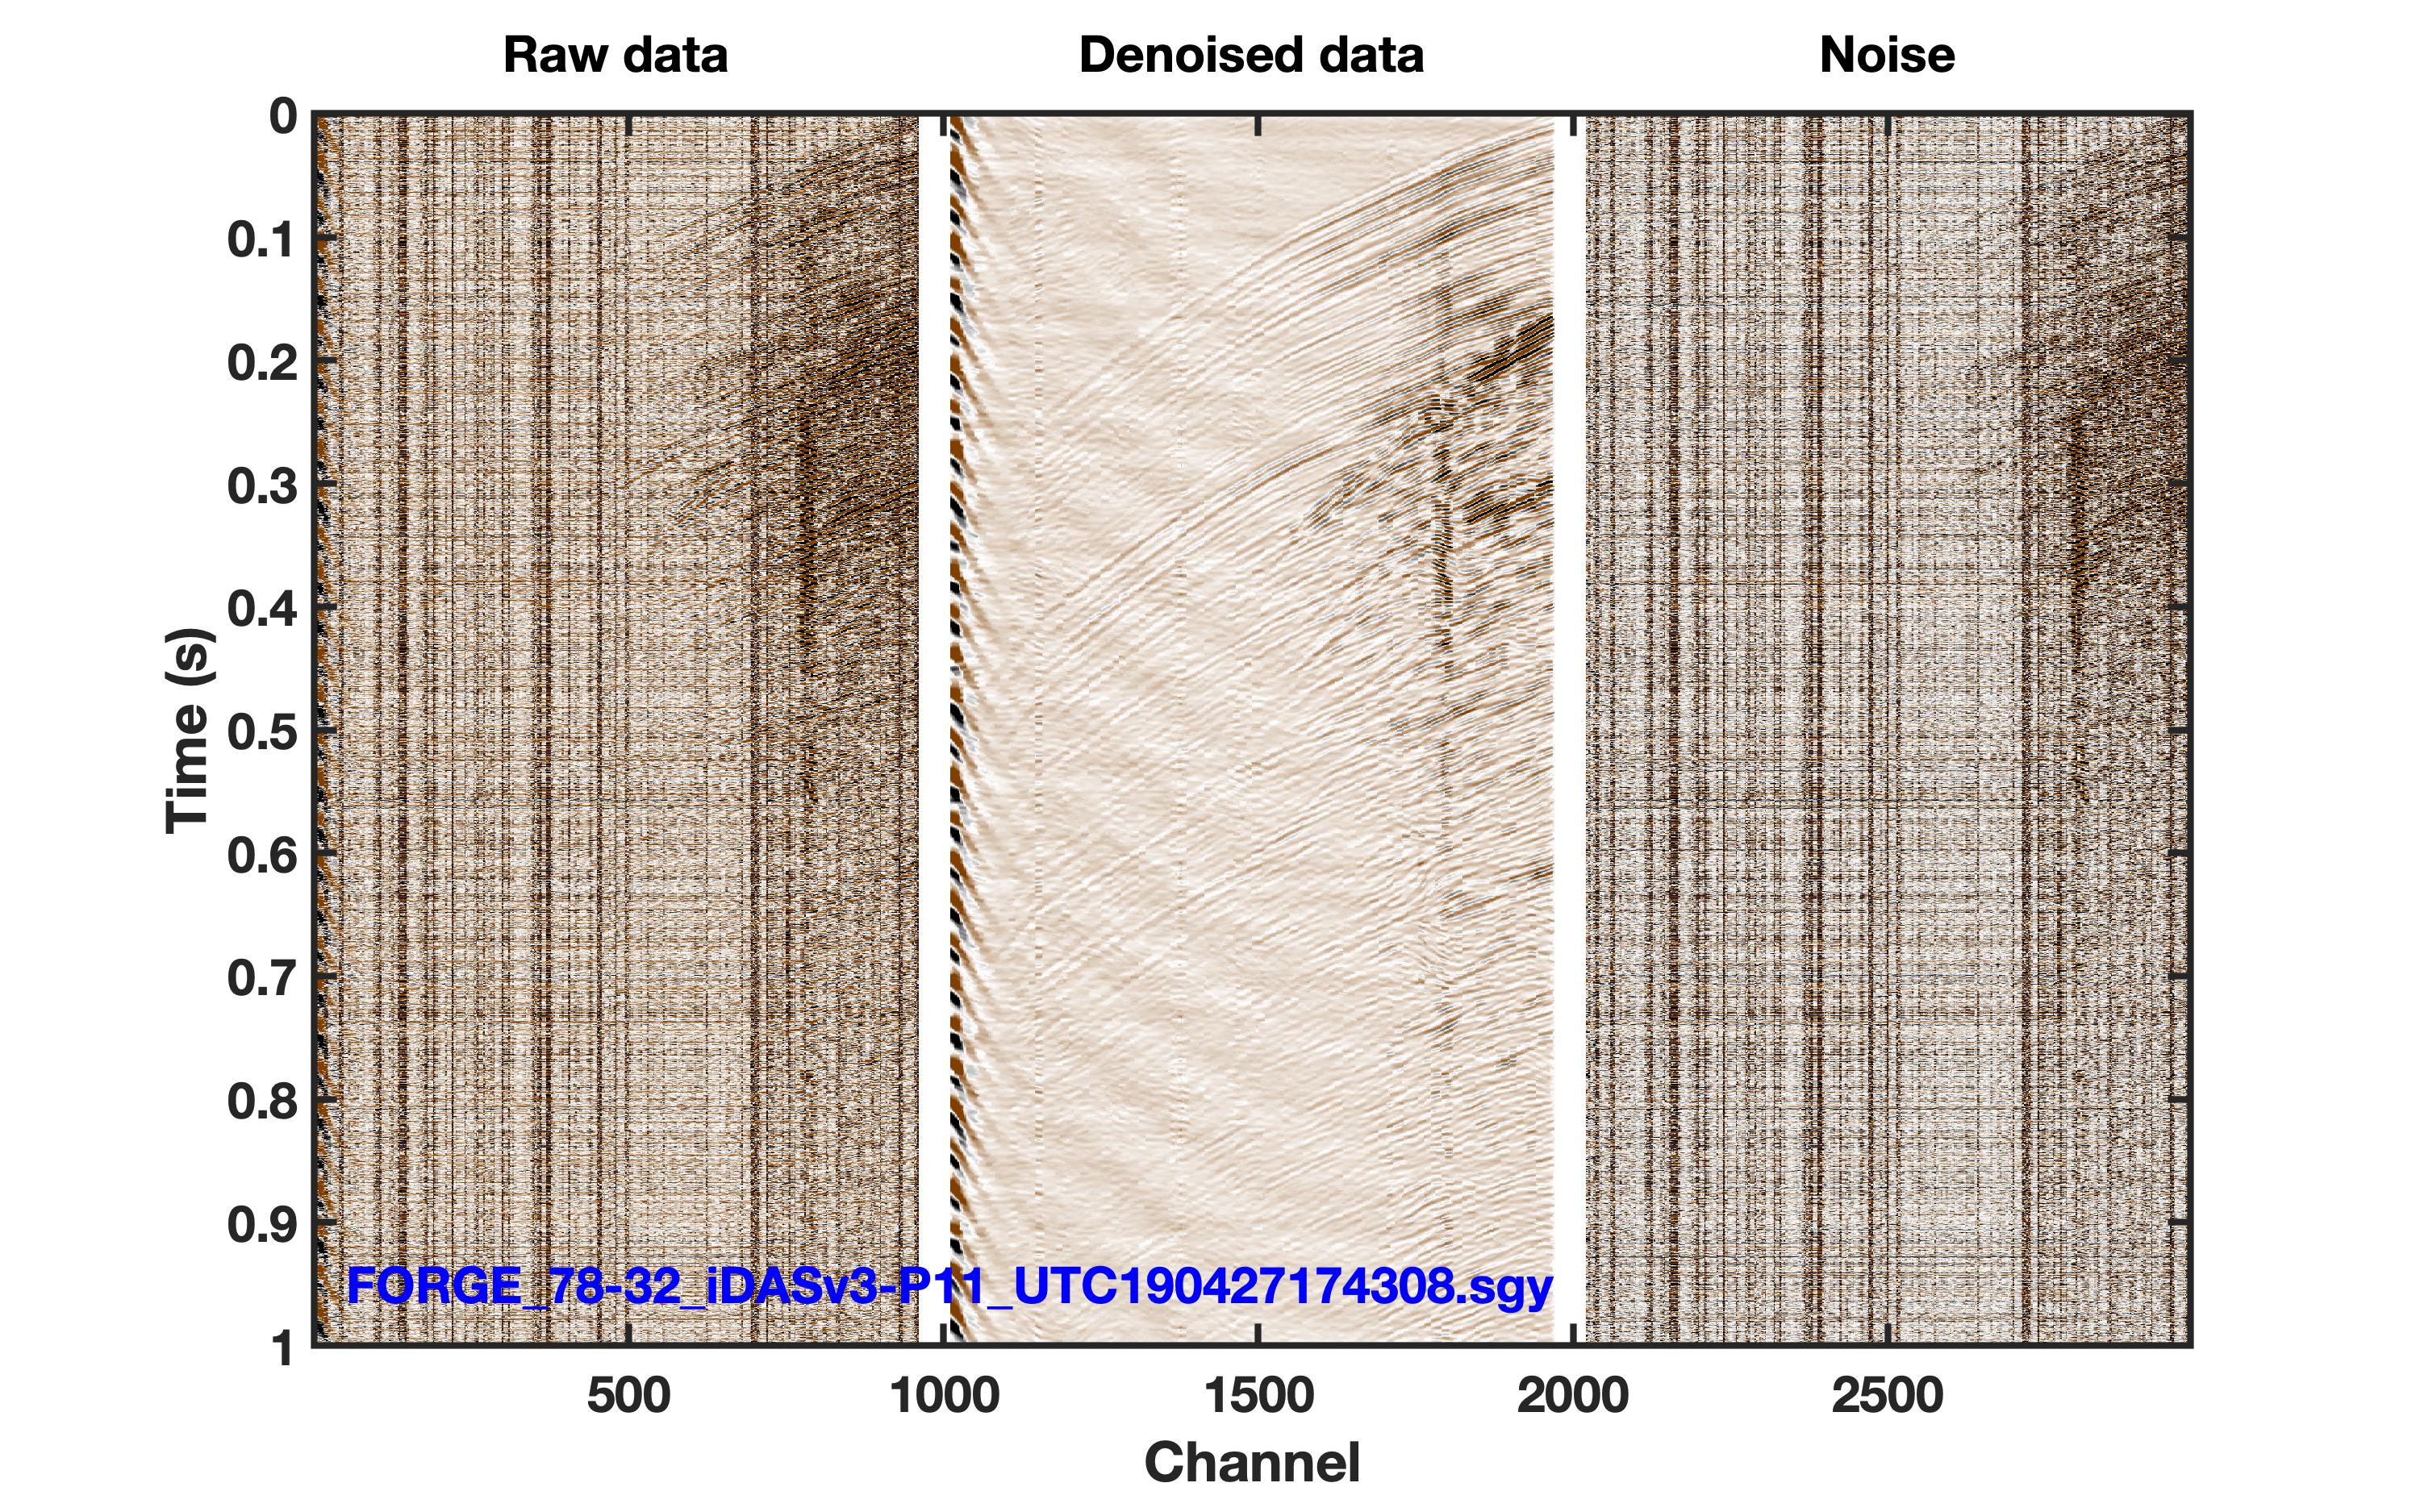 Raw data Denoised data Noise
0
0.1
0.2
0.3
0.4
0.5
0.6
0.7
0.8
0.9
1
Time (s)
FORGE_78-32_iDASv3-P11_UTC190427174308.sgy
500 1000 1500 2000 2500
Channel